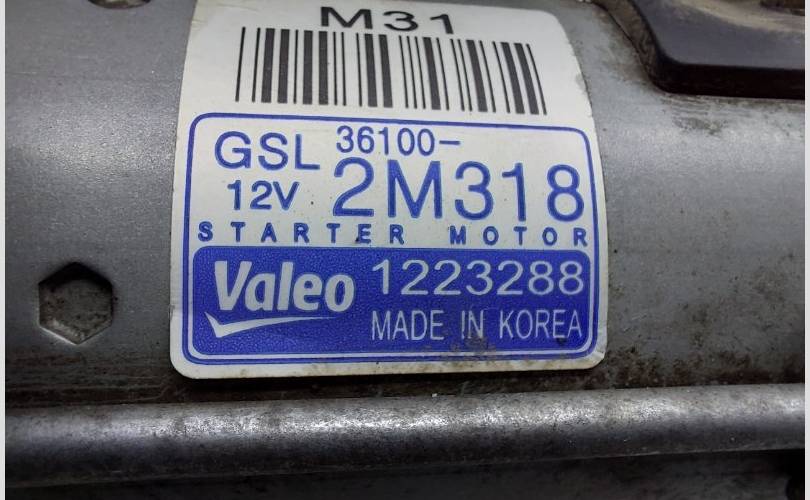 M31
GSL 36100-
12V 2M318
STARTER MOTOR
Valeo 1223288
MADE IN KOREA